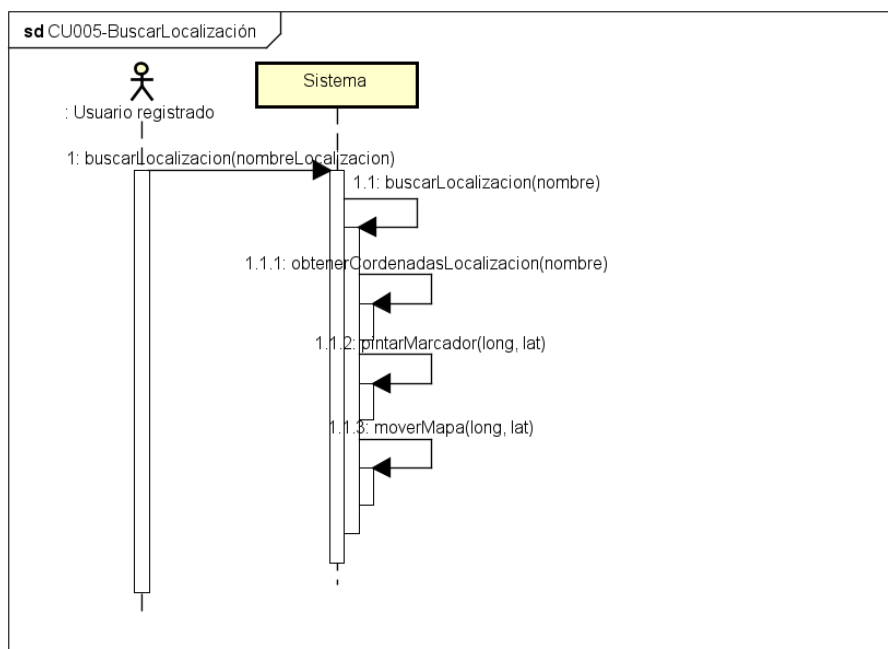 sd CU005-BuscarLocalización
Sistema
: Usuario registrado
1: buscarLocalizacion(nombreLocalizacion)
1.1: buscarLocalizacion(nombre)
1.1.1: obtenerCordenadasLocalizacion(nombre)
1.1.2: pintarMarcador(long, lat)
1.1.3: moverMapa(long, lat)